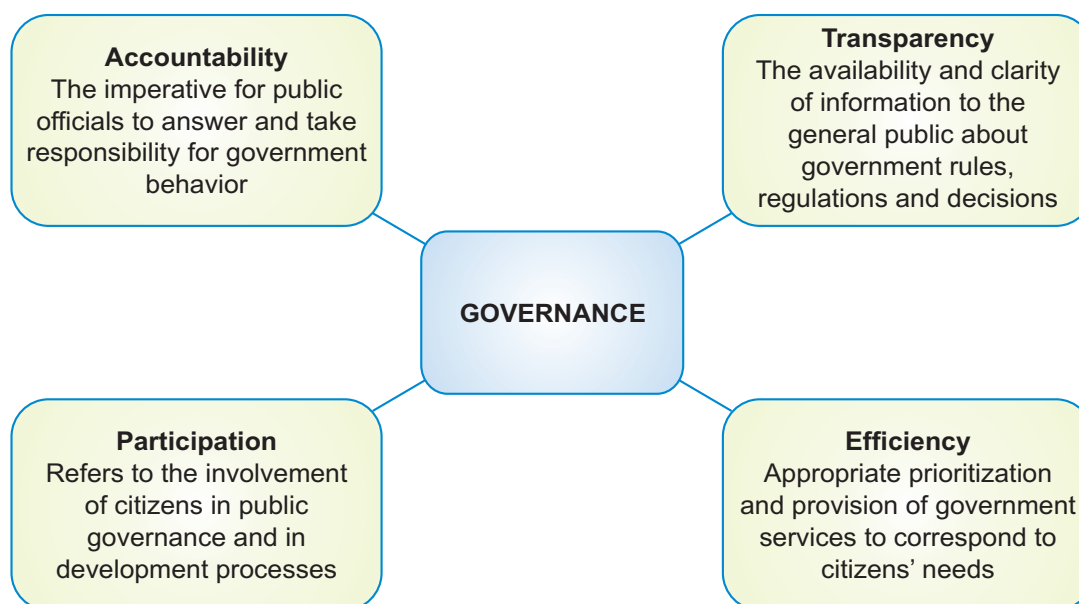 Accountability
The imperative for public
officials to answer and take
responsibility for government
behavior
Transparency
The availability and clarity
of information to the
general public about
government rules,
regulations and decisions
GOVERNANCE
Participation
Refers to the involvement
of citizens in public
governance and in
development processes
Efficiency
Appropriate prioritization
and provision of government
services to correspond to
citizens’ needs